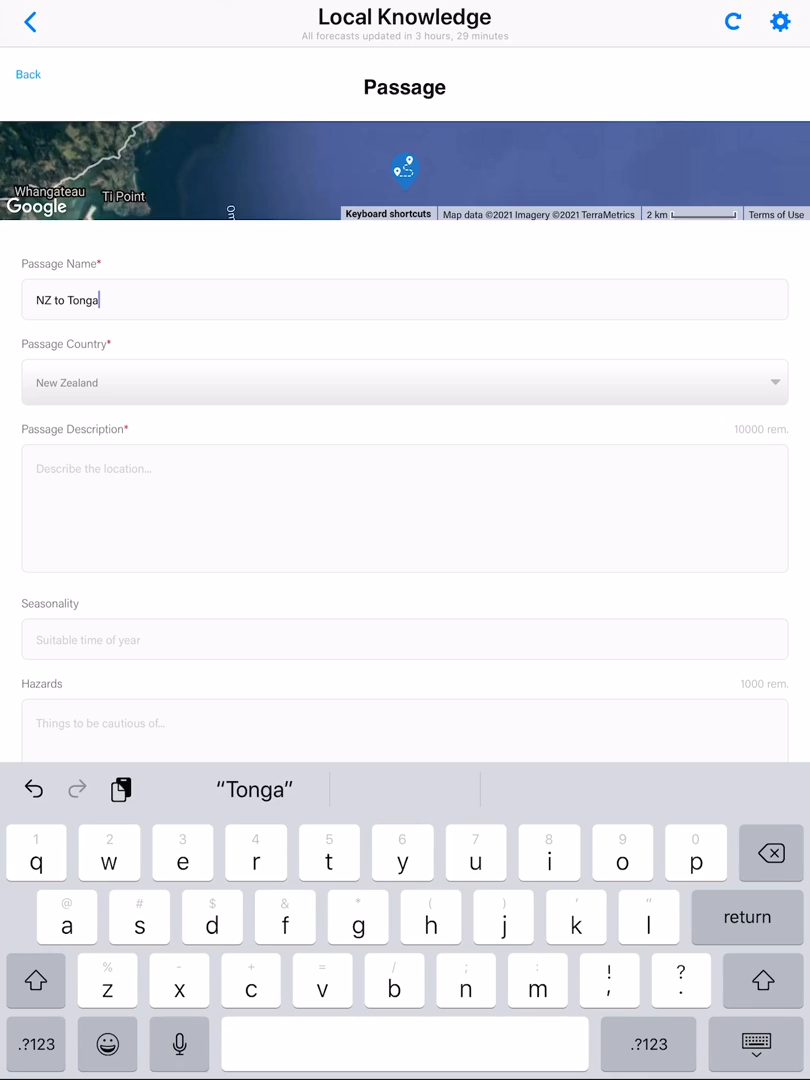 Local Knowledge
All forecasts updated in 3 hours, 29 minutes
Back
Passage
Whangateau
Ti Point
Google
Om
Keyboard shortcuts
Map data ©2021 Imagery ©2021 TerraMetrics
2 km
Terms of Use
Passage Name*
NZ to Tonga
Passage Country*
New Zealand
Passage Description*
10000 rem.
Describe the location...
Seasonality
Suitable time of year
Hazards
1000 rem.
Things to be cautious of...
“Tonga”
1 2 3 4 5 6 7 8 9 0
q w e r t y u i o p
@ # $ & * ( ) ' "
a s d f g h j k l return
% - + = / ; : ! ?
z x c v b n m , .
.?123 .?123